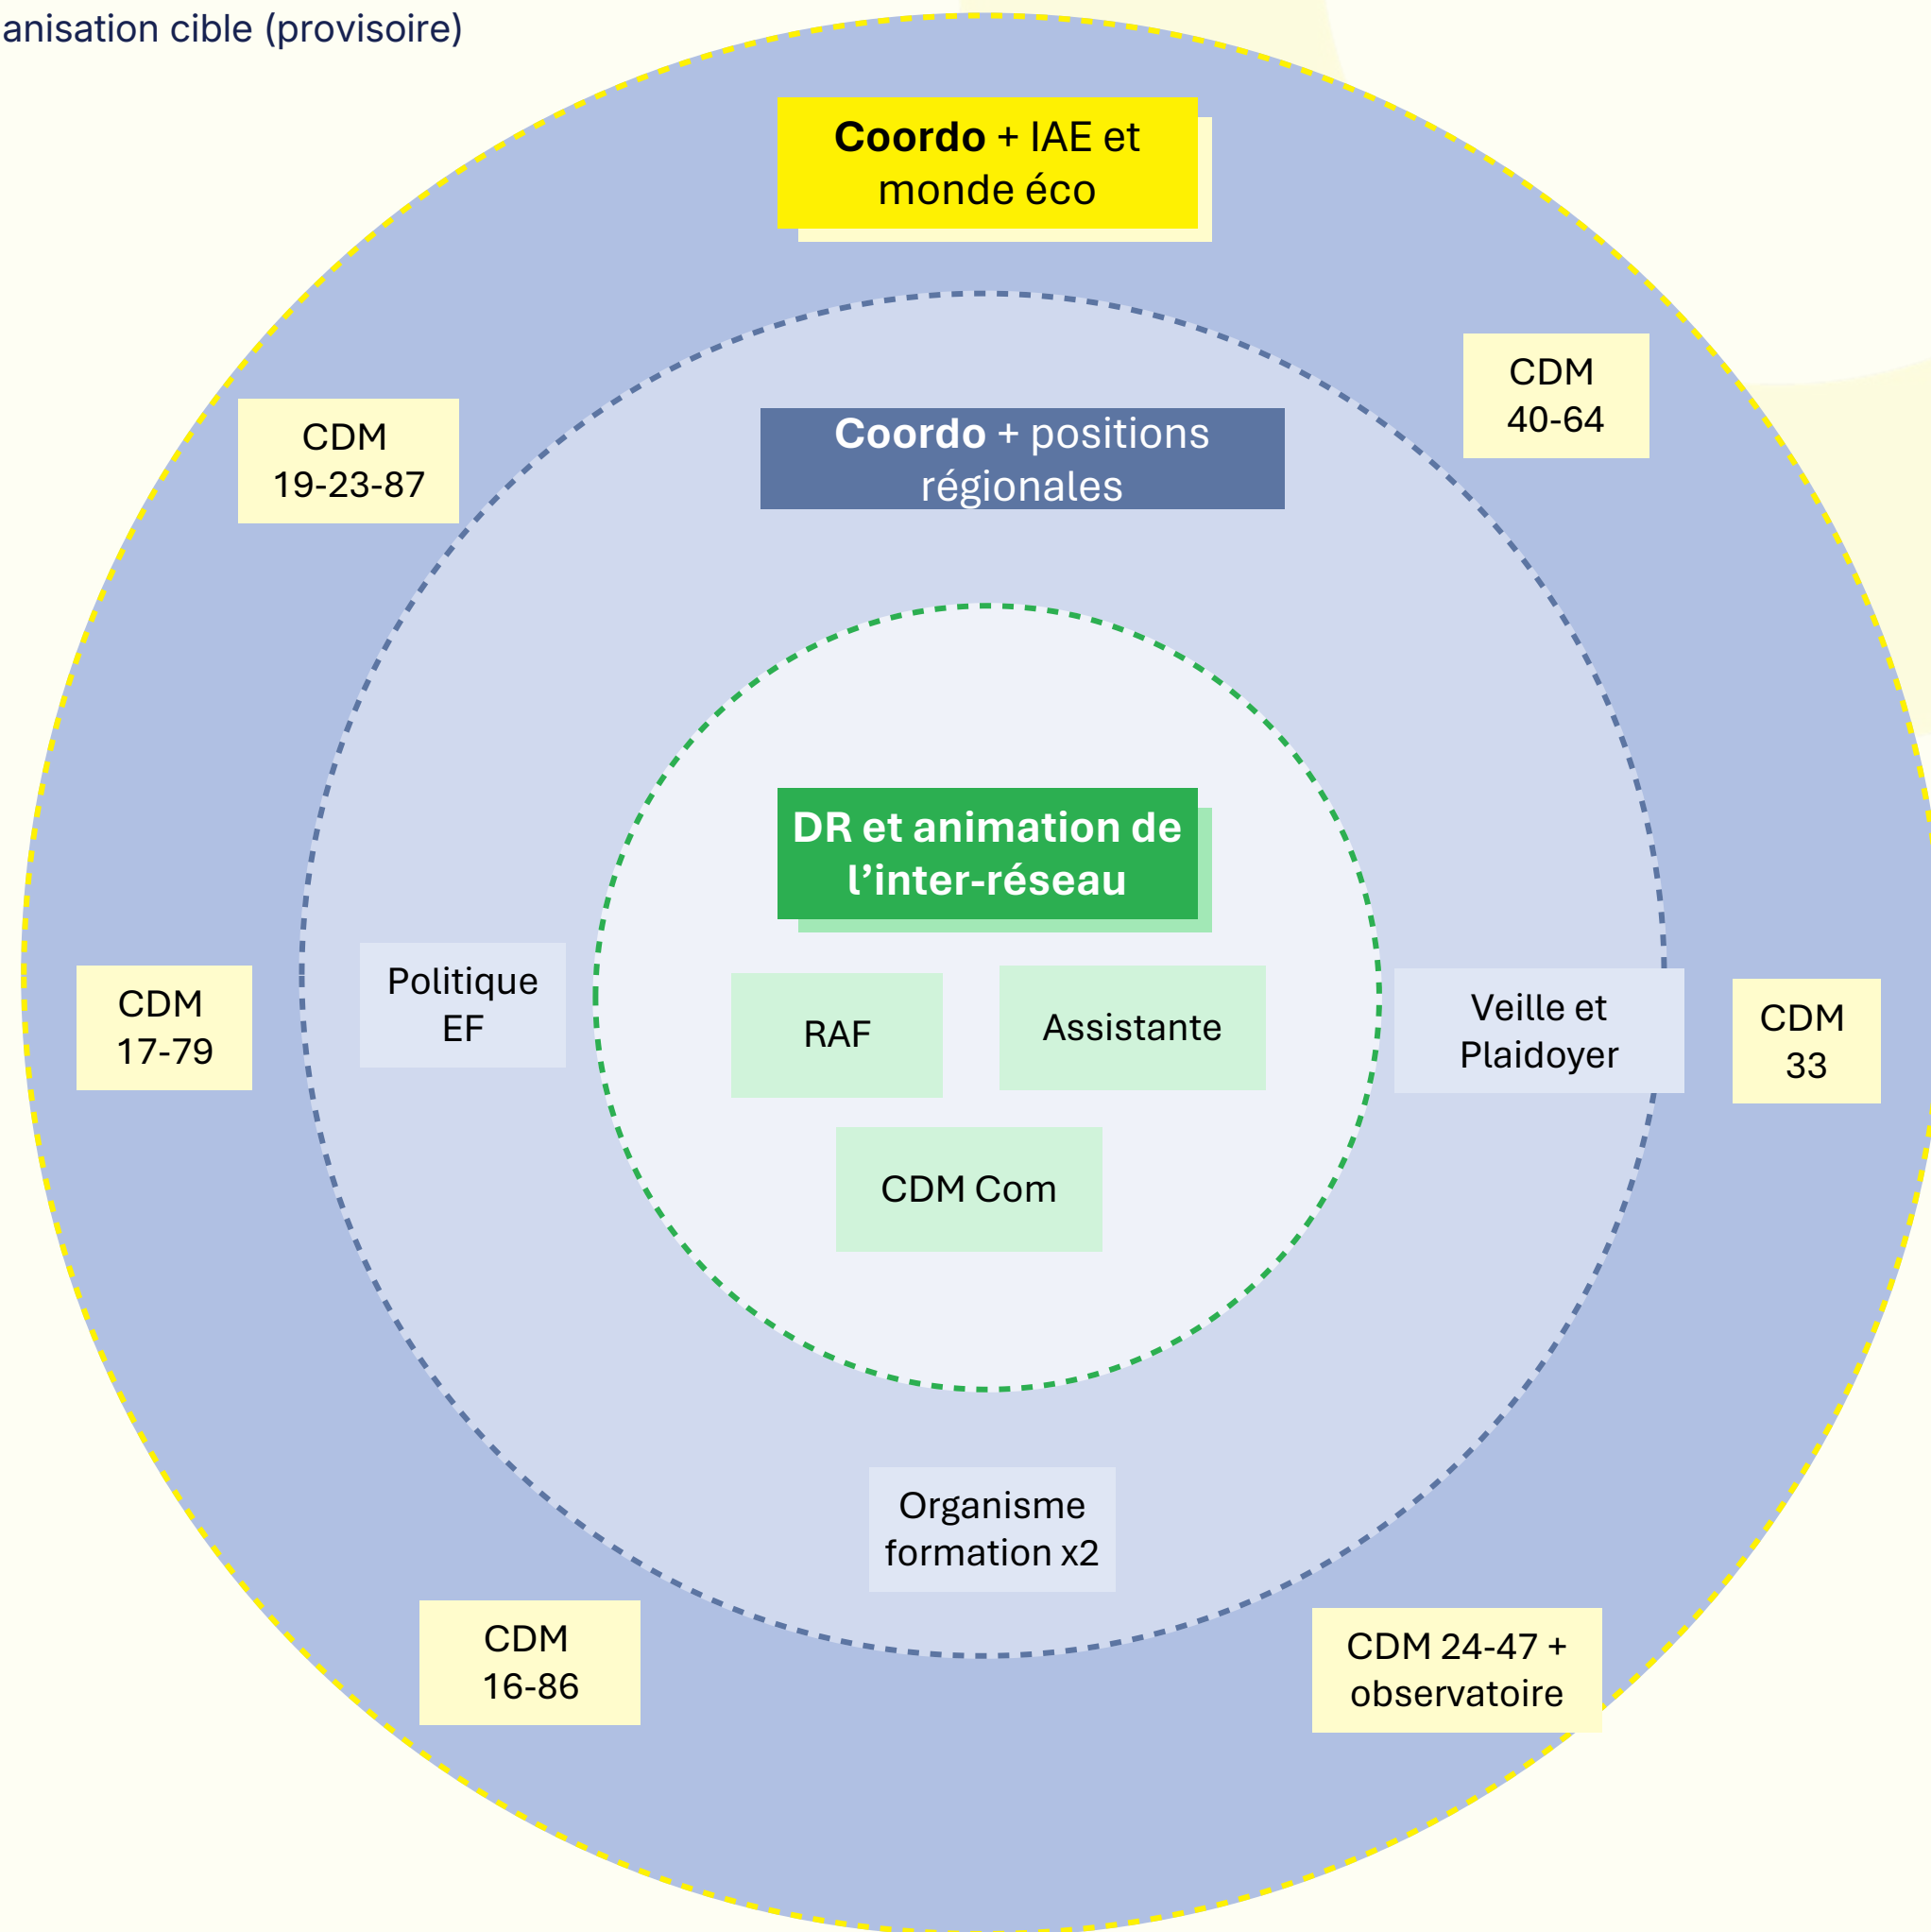 anisation cible (provisoire)
Coordo + IAE et
monde éco
CDM
40-64
CDM
19-23-87
Coordo + positions
régionales
DR et animation de
l’inter-réseau
Politique
EF
RAF
Assistante
Veille et
Plaidoyer
CDM
17-79
CDM
33
CDM Com
Organisme
formation x2
CDM
16-86
CDM 24-47 +
observatoire